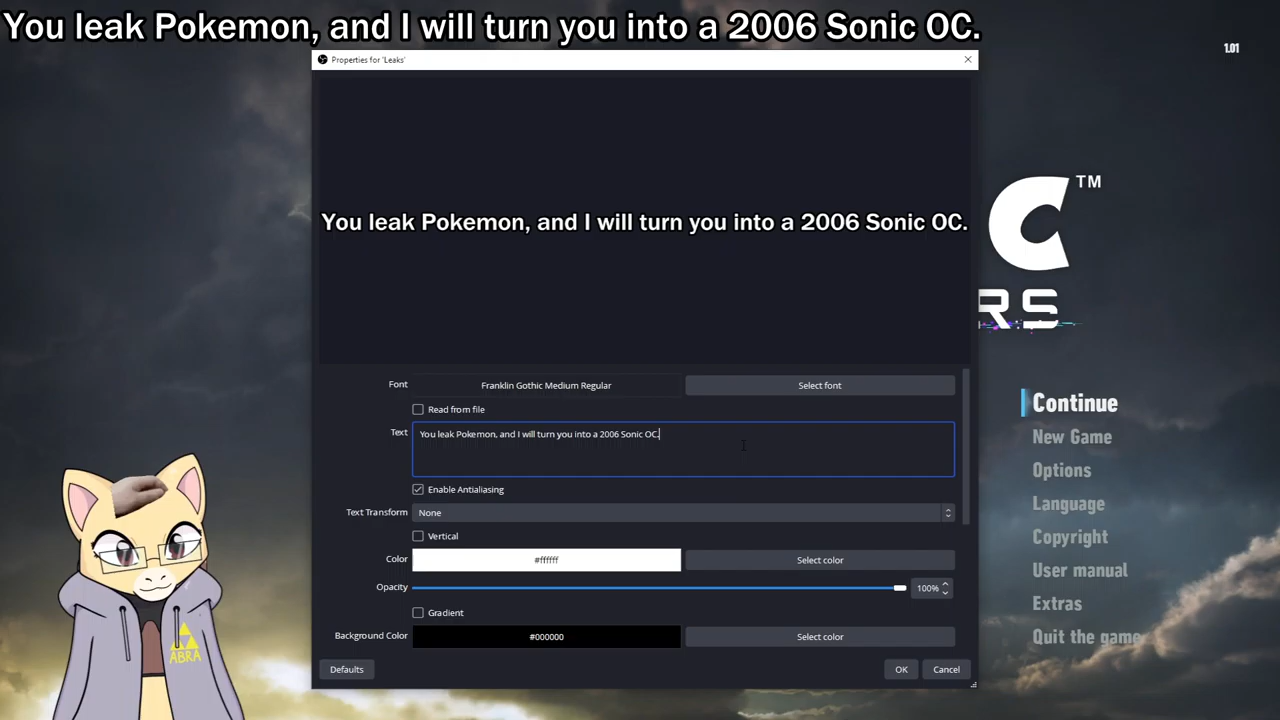 You leak Pokemon, and I will turn you into a 2006 Sonic OC.
Properties for 'Leaks'
1.01
You leak Pokemon, and I will turn you into a 2006 Sonic OC.
C™
RS
Font
Franklin Gothic Medium Regular
Select font
Read from file
Text
You leak Pokemon, and I will turn you into a 2006 Sonic OC.
Enable Antialiasing
Text Transform
None
Vertical
Color
#ffffff
Select color
Opacity
100%
Gradient
Background Color
#000000
Select color
Defaults
OK
Cancel
Continue
New Game
Options
Language
Copyright
User manual
Extras
Quit the game
ABRA